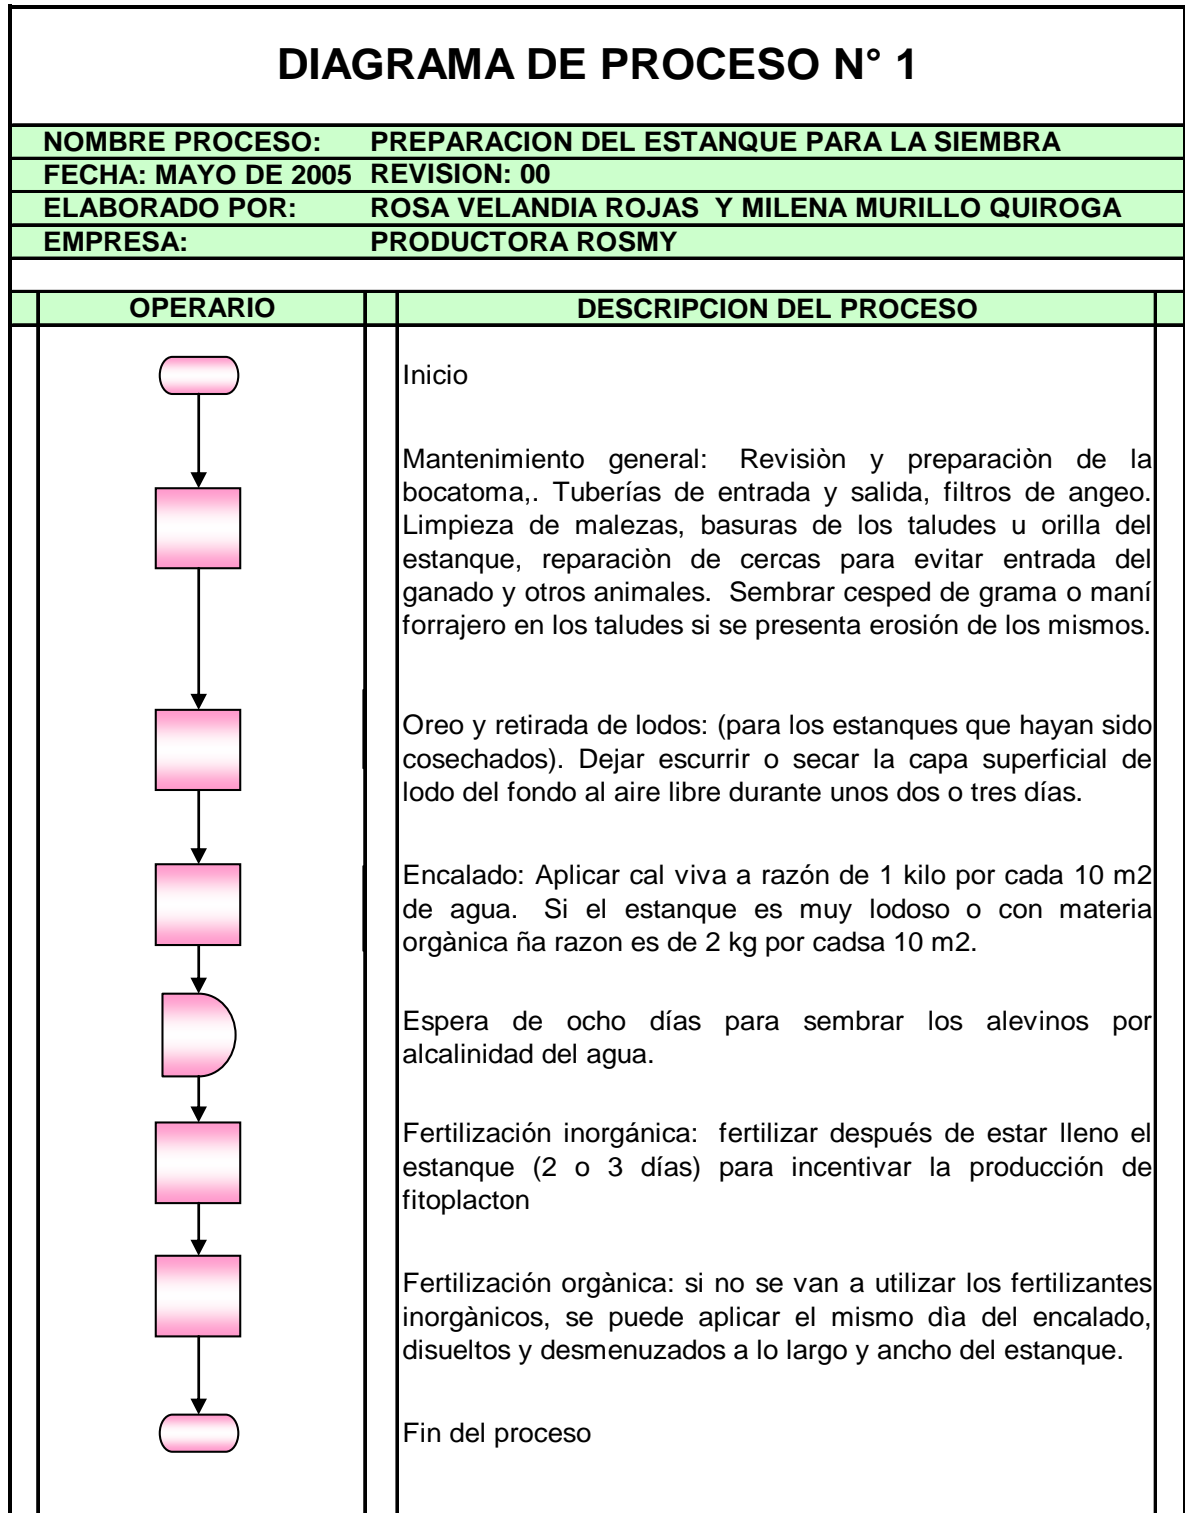 DIAGRAMA DE PROCESO N° 1
NOMBRE PROCESO: PREPARACION DEL ESTANQUE PARA LA SIEMBRA
FECHA: MAYO DE 2005 REVISION: 00
ELABORADO POR: ROSA VELANDIA ROJAS Y MILENA MURILLO QUIROGA
EMPRESA: PRODUCTORA ROSMY
OPERARIO DESCRIPCION DEL PROCESO
Inicio
Mantenimiento general: Revisiòn y preparaciòn de la
bocatoma,. Tuberías de entrada y salida, filtros de angeo.
Limpieza de malezas, basuras de los taludes u orilla del
estanque, reparaciòn de cercas para evitar entrada del
ganado y otros animales. Sembrar cesped de grama o maní
forrajero en los taludes si se presenta erosión de los mismos.
Oreo y retirada de lodos: (para los estanques que hayan sido
cosechados). Dejar escurrir o secar la capa superficial de
lodo del fondo al aire libre durante unos dos o tres días.
Encalado: Aplicar cal viva a razón de 1 kilo por cada 10 m2
de agua. Si el estanque es muy lodoso o con materia
orgànica ña razon es de 2 kg por cadsa 10 m2.
Espera de ocho días para sembrar los alevinos por
alcalinidad del agua.
Fertilización inorgánica: fertilizar después de estar lleno el
estanque (2 o 3 días) para incentivar la producción de
fitoplacton
Fertilización orgànica: si no se van a utilizar los fertilizantes
inorgànicos, se puede aplicar el mismo dìa del encalado,
disueltos y desmenuzados a lo largo y ancho del estanque.
Fin del proceso